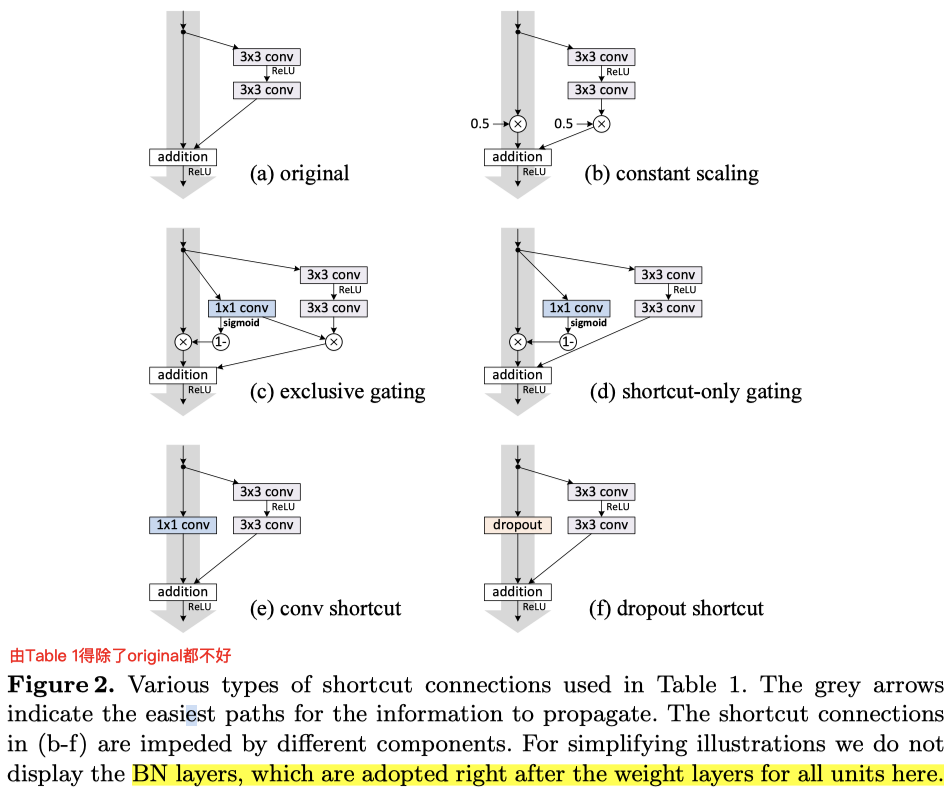 3x3 conv
ReLU
3x3 conv
addition
ReLU
(a) original
3x3 conv
ReLU
3x3 conv
0.5
×
0.5
×
addition
ReLU
(b) constant scaling
3x3 conv
ReLU
1x1 conv
3x3 conv
sigmoid
×
1-
×
addition
ReLU
(c) exclusive gating
3x3 conv
ReLU
1x1 conv
3x3 conv
sigmoid
×
1-
addition
ReLU
(d) shortcut-only gating
3x3 conv
ReLU
1x1 conv
3x3 conv
addition
ReLU
(e) conv shortcut
3x3 conv
ReLU
dropout
3x3 conv
addition
ReLU
(f) dropout shortcut
由Table 1得除了original都不好
Figure 2. Various types of shortcut connections used in Table 1. The grey arrows
indicate the easiest paths for the information to propagate. The shortcut connections
in (b-f) are impeded by different components. For simplifying illustrations we do not
display the BN layers, which are adopted right after the weight layers for all units here.